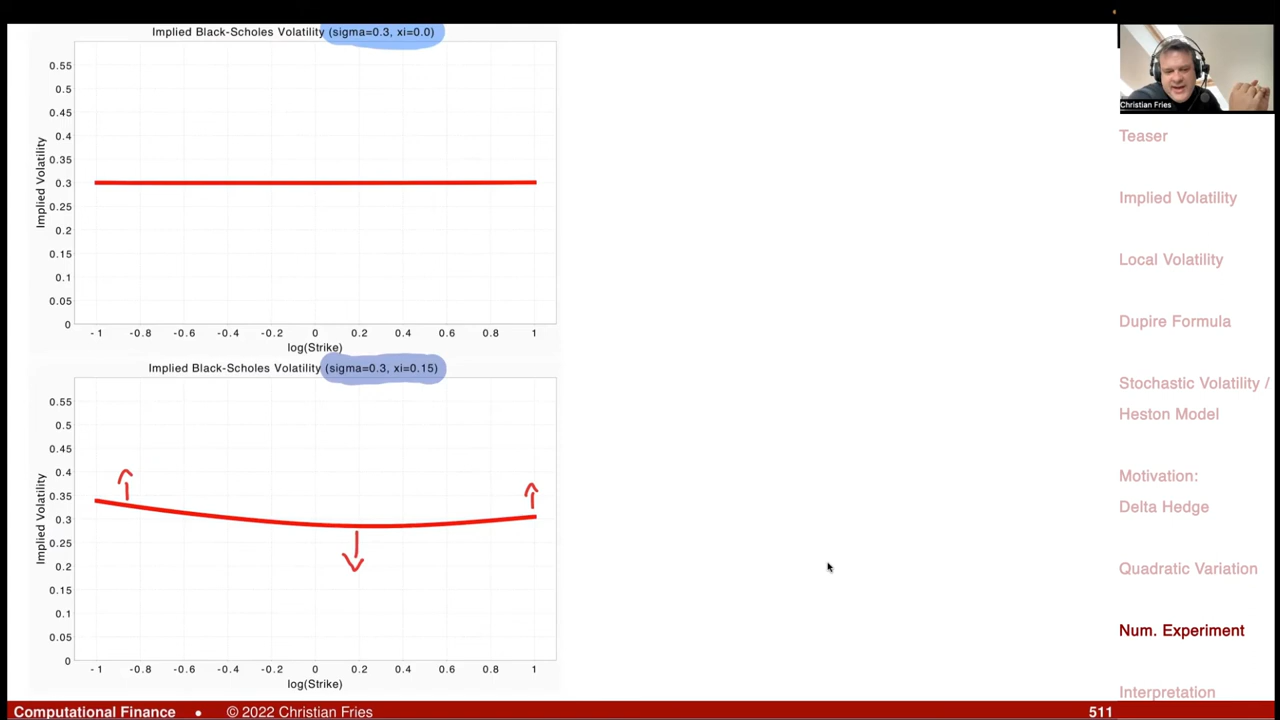 Implied Black-Scholes Volatility (sigma=0.3, xi=0.0)
Implied Volatility
0.55
0.5
0.45
0.4
0.35
0.3
0.25
0.2
0.15
0.1
0.05
0
-1 -0.8 -0.6 -0.4 -0.2 0 0.2 0.4 0.6 0.8 1
log(Strike)
Implied Black-Scholes Volatility (sigma=0.3, xi=0.15)
Implied Volatility
0.55
0.5
0.45
0.4
0.35
0.3
0.25
0.2
0.15
0.1
0.05
0
-1 -0.8 -0.6 -0.4 -0.2 0 0.2 0.4 0.6 0.8 1
log(Strike)
Christian Fries
Teaser
Implied Volatility
Local Volatility
Dupire Formula
Stochastic Volatility /
Heston Model
Motivation:
Delta Hedge
Quadratic Variation
Num. Experiment
Interpretation
Computational Finance • © 2022 Christian Fries 511